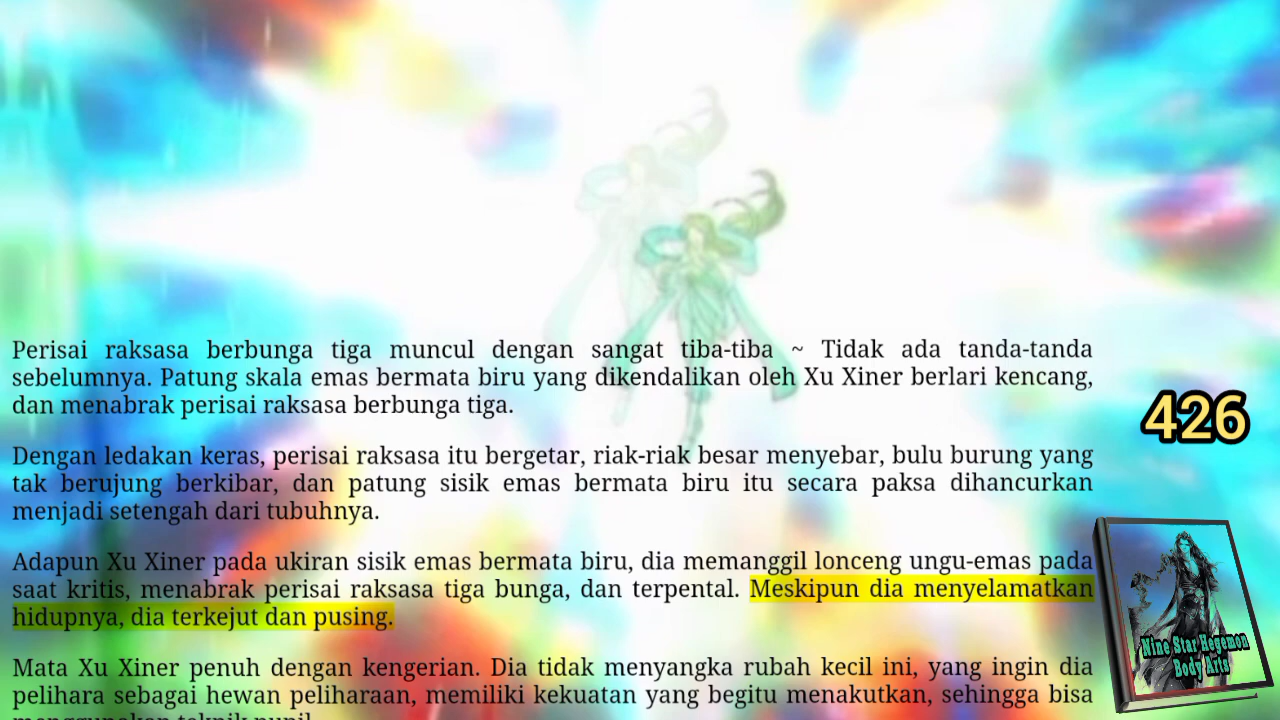 Perisai raksasa berbunga tiga muncul dengan sangat tiba-tiba ~ Tidak ada tanda-tanda
sebelumnya. Patung skala emas bermata biru yang dikendalikan oleh Xu Xiner berlari kencang,
dan menabrak perisai raksasa berbunga tiga.
Dengan ledakan keras, perisai raksasa itu bergetar, riak-riak besar menyebar, bulu burung yang
tak berujung berkibar, dan patung sisik emas bermata biru itu secara paksa dihancurkan
menjadi setengah dari tubuhnya.
Adapun Xu Xiner pada ukiran sisik emas bermata biru, dia memanggil lonceng ungu-emas pada
saat kritis, menabrak perisai raksasa tiga bunga, dan terpental. Meskipun dia menyelamatkan
hidupnya, dia terkejut dan pusing.
Mata Xu Xiner penuh dengan kengerian. Dia tidak menyangka rubah kecil ini, yang ingin dia
pelihara sebagai hewan peliharaan, memiliki kekuatan yang begitu menakutkan, sehingga bisa
menggunakan teknik pupil.
426
Nine Star Hegemon
Body Arts